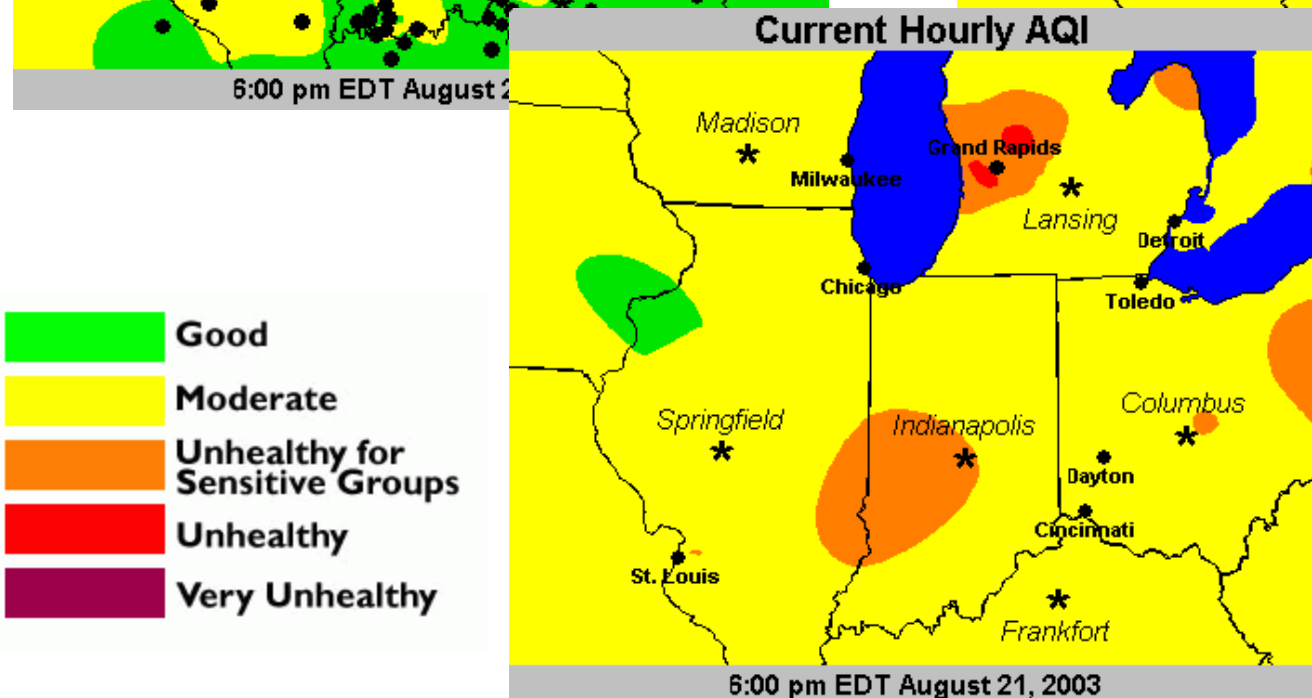 6:00 pm EDT August 2
Current Hourly AQI
Madison
Milwaukee
Grand Rapids
Lansing
Detroit
Chicago
Toledo
Springfield
Indianapolis
Columbus
Dayton
Cincinnati
St. Louis
Frankfort
6:00 pm EDT August 21, 2003
Good
Moderate
Unhealthy for
Sensitive Groups
Unhealthy
Very Unhealthy